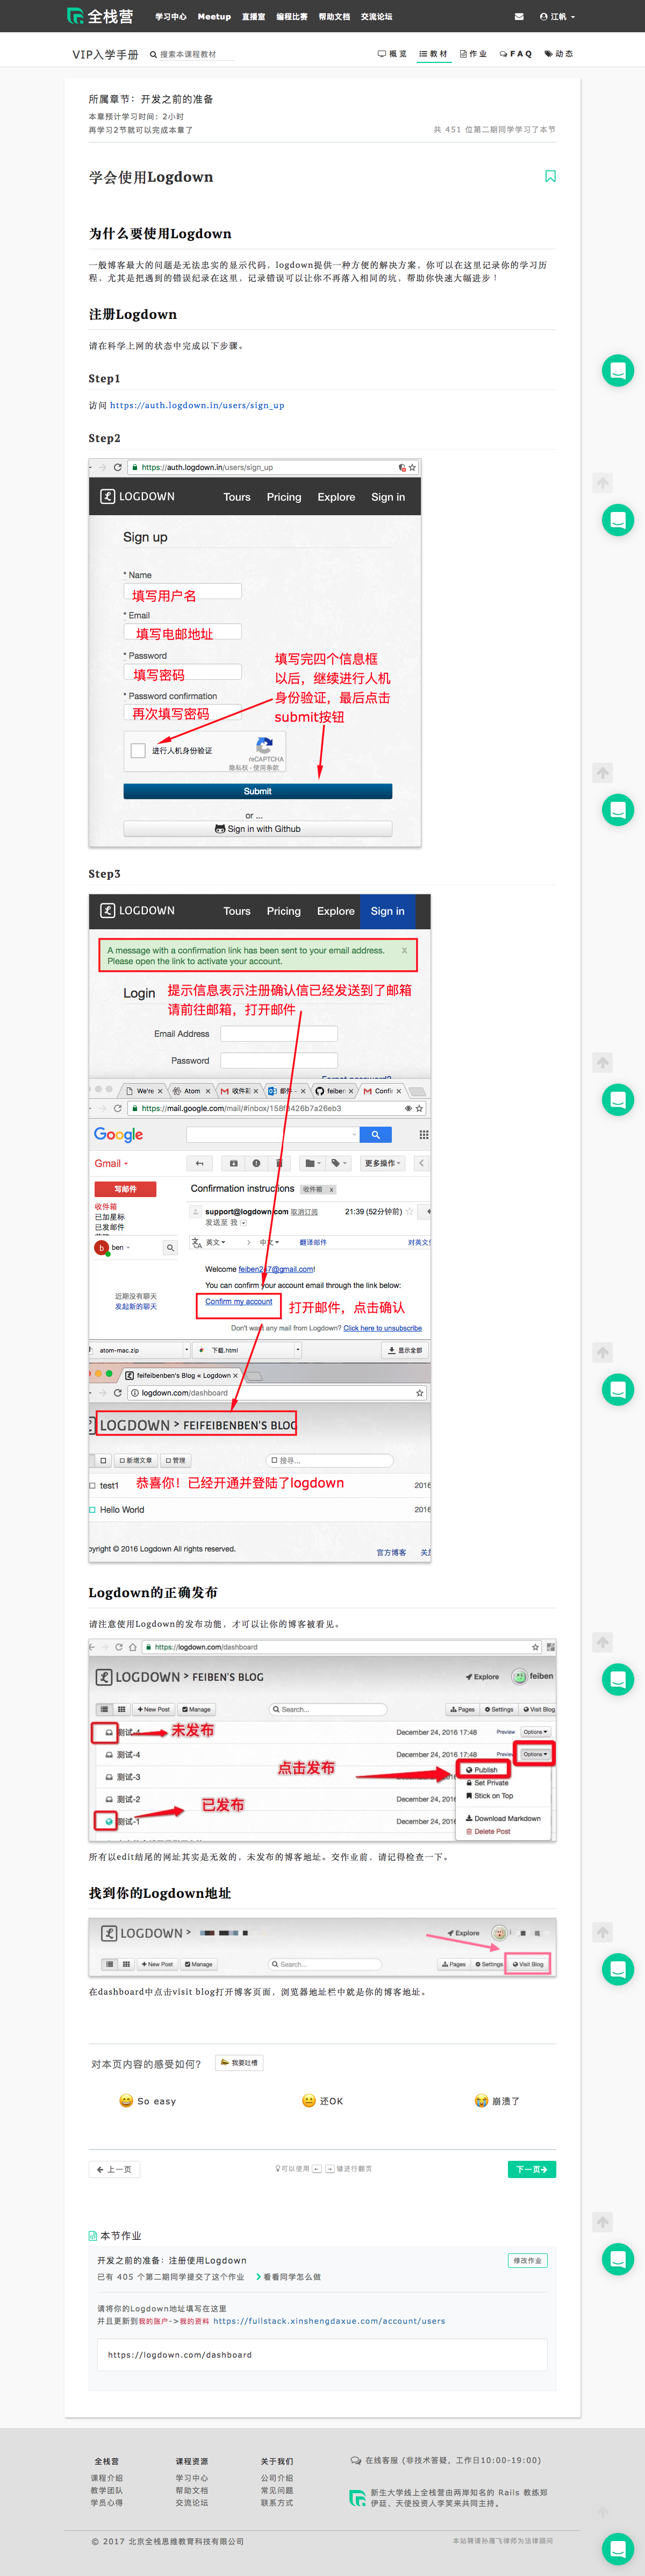 全栈营
学习中心 Meetup 直播室 编程比赛 帮助文档 交流论坛
江帆
VIP入学手册 搜索本课程教材
概览 教材 作业 FAQ 动态
所属章节：开发之前的准备
本章预计学习时间：2小时
再学习2节就可以完成本章了
共 451 位第二期同学学习了本节
学会使用Logdown
为什么要使用Logdown
一般博客最大的问题是无法忠实的显示代码，logdown提供一种方便的解决方案，你可以在这里记录你的学习历
程，尤其是把遇到的错误纪录在这里，记录错误可以让你不再落入相同的坑，帮助你快速大幅进步！
注册Logdown
请在科学上网的状态中完成以下步骤。
Step1
访问 https://auth.logdown.in/users/sign_up
Step2
https://auth.logdown.in/users/sign_up
LOGDOWN Tours Pricing Explore Sign in
Sign up
* Name
填写用户名
* Email
填写电邮地址
* Password
填写密码
* Password confirmation
再次填写密码
填写完四个信息框
以后，继续进行人机
身份验证，最后点击
submit按钮
进行人机身份验证
reCAPTCHA
隐私权 - 使用条款
Submit
or ...
Sign in with Github
Step3
LOGDOWN Tours Pricing Explore Sign in
A message with a confirmation link has been sent to your email address. x
Please open the link to activate your account.
Login
提示信息表示注册确认信已经发送到了邮箱
请前往邮箱，打开邮件
Email Address
Password
We're Atom 收件箱 邮件 - feiben Confir
https://mail.google.com/mail/#inbox/158f1426b7a26eb3
Google
Gmail
更多操作
写邮件
Confirmation instructions 收件箱 x
收件箱
已加星标
已发邮件
support@logdown.com 取消订阅 21:39 (52分钟前)
发送至 我
英文 > 中文 翻译邮件
ben
Welcome feiben247@gmail.com!
You can confirm your account email through the link below:
近期没有聊天
发起新的聊天
Confirm my account
打开邮件，点击确认
Don't want any mail from Logdown? Click here to unsubscribe
atom-mac.zip 下载.html 显示全部
feifeibenben's Blog « Logdown
logdown.com/dashboard
LOGDOWN > FEIFEIBENBEN'S BLOG
新增文章 管理 搜寻...
test1 2016
恭喜你！已经开通并登陆了logdown
Hello World 2016
pyright © 2016 Logdown All rights reserved.
官方博客
Logdown的正确发布
请注意使用Logdown的发布功能，才可以让你的博客被看见。
https://logdown.com/dashboard
LOGDOWN > FEIBEN'S BLOG Explore feiben
New Post Manage Search... Pages Settings Visit Blog
测试-4 未发布 December 24, 2016 17:48 Preview Options
测试-4 December 24, 2016 17:48 Preview Options
测试-3 点击发布 Publish
Set Private
测试-2 Stick on Top
已发布
测试-1 Download Markdown
Delete Post
所有以edit结尾的网址其实是无效的，未发布的博客地址。交作业前，请记得检查一下。
找到你的Logdown地址
LOGDOWN > Explore
New Post Manage Search... Pages Settings Visit Blog
在dashboard中点击visit blog打开博客页面，浏览器地址栏中就是你的博客地址。
对本页内容的感受如何？ 我要吐槽
So easy 还OK 崩溃了
上一页 可以使用 ← → 键进行翻页 下一页
本节作业
开发之前的准备：注册使用Logdown 修改作业
已有 405 个第二期同学提交了这个作业 看看同学怎么做
请将你的Logdown地址填写在这里
并且更新到我的账户->我的资料 https://fullstack.xinshengdaxue.com/account/users
https://logdown.com/dashboard
全栈营 课程资源 关于我们
在线客服 (非技术答疑，工作日10:00-19:00)
课程介绍 学习中心 公司介绍
教学团队 帮助文档 常见问题
学员心得 交流论坛 联系方式
新生大学线上全栈营由两岸知名的 Rails 教练郑
伊廷、天使投资人李笑来共同主持。
© 2017 北京全栈思维教育科技有限公司
本站聘请孙薇飞律师为法律顾问